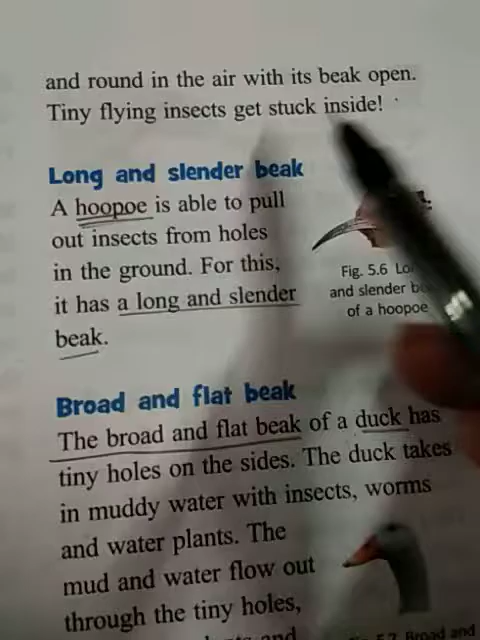 and round in the air with its beak open.
Tiny flying insects get stuck inside!
Long and slender beak
A hoopoe is able to pull
out insects from holes
in the ground. For this,
it has a long and slender
beak.
Fig. 5.6
and slender
of a hoopoe
Broad and flat beak
The broad and flat beak of a duck has
tiny holes on the sides. The duck takes
in muddy water with insects, worms
and water plants. The
mud and water flow out
through the tiny holes,
Broad and